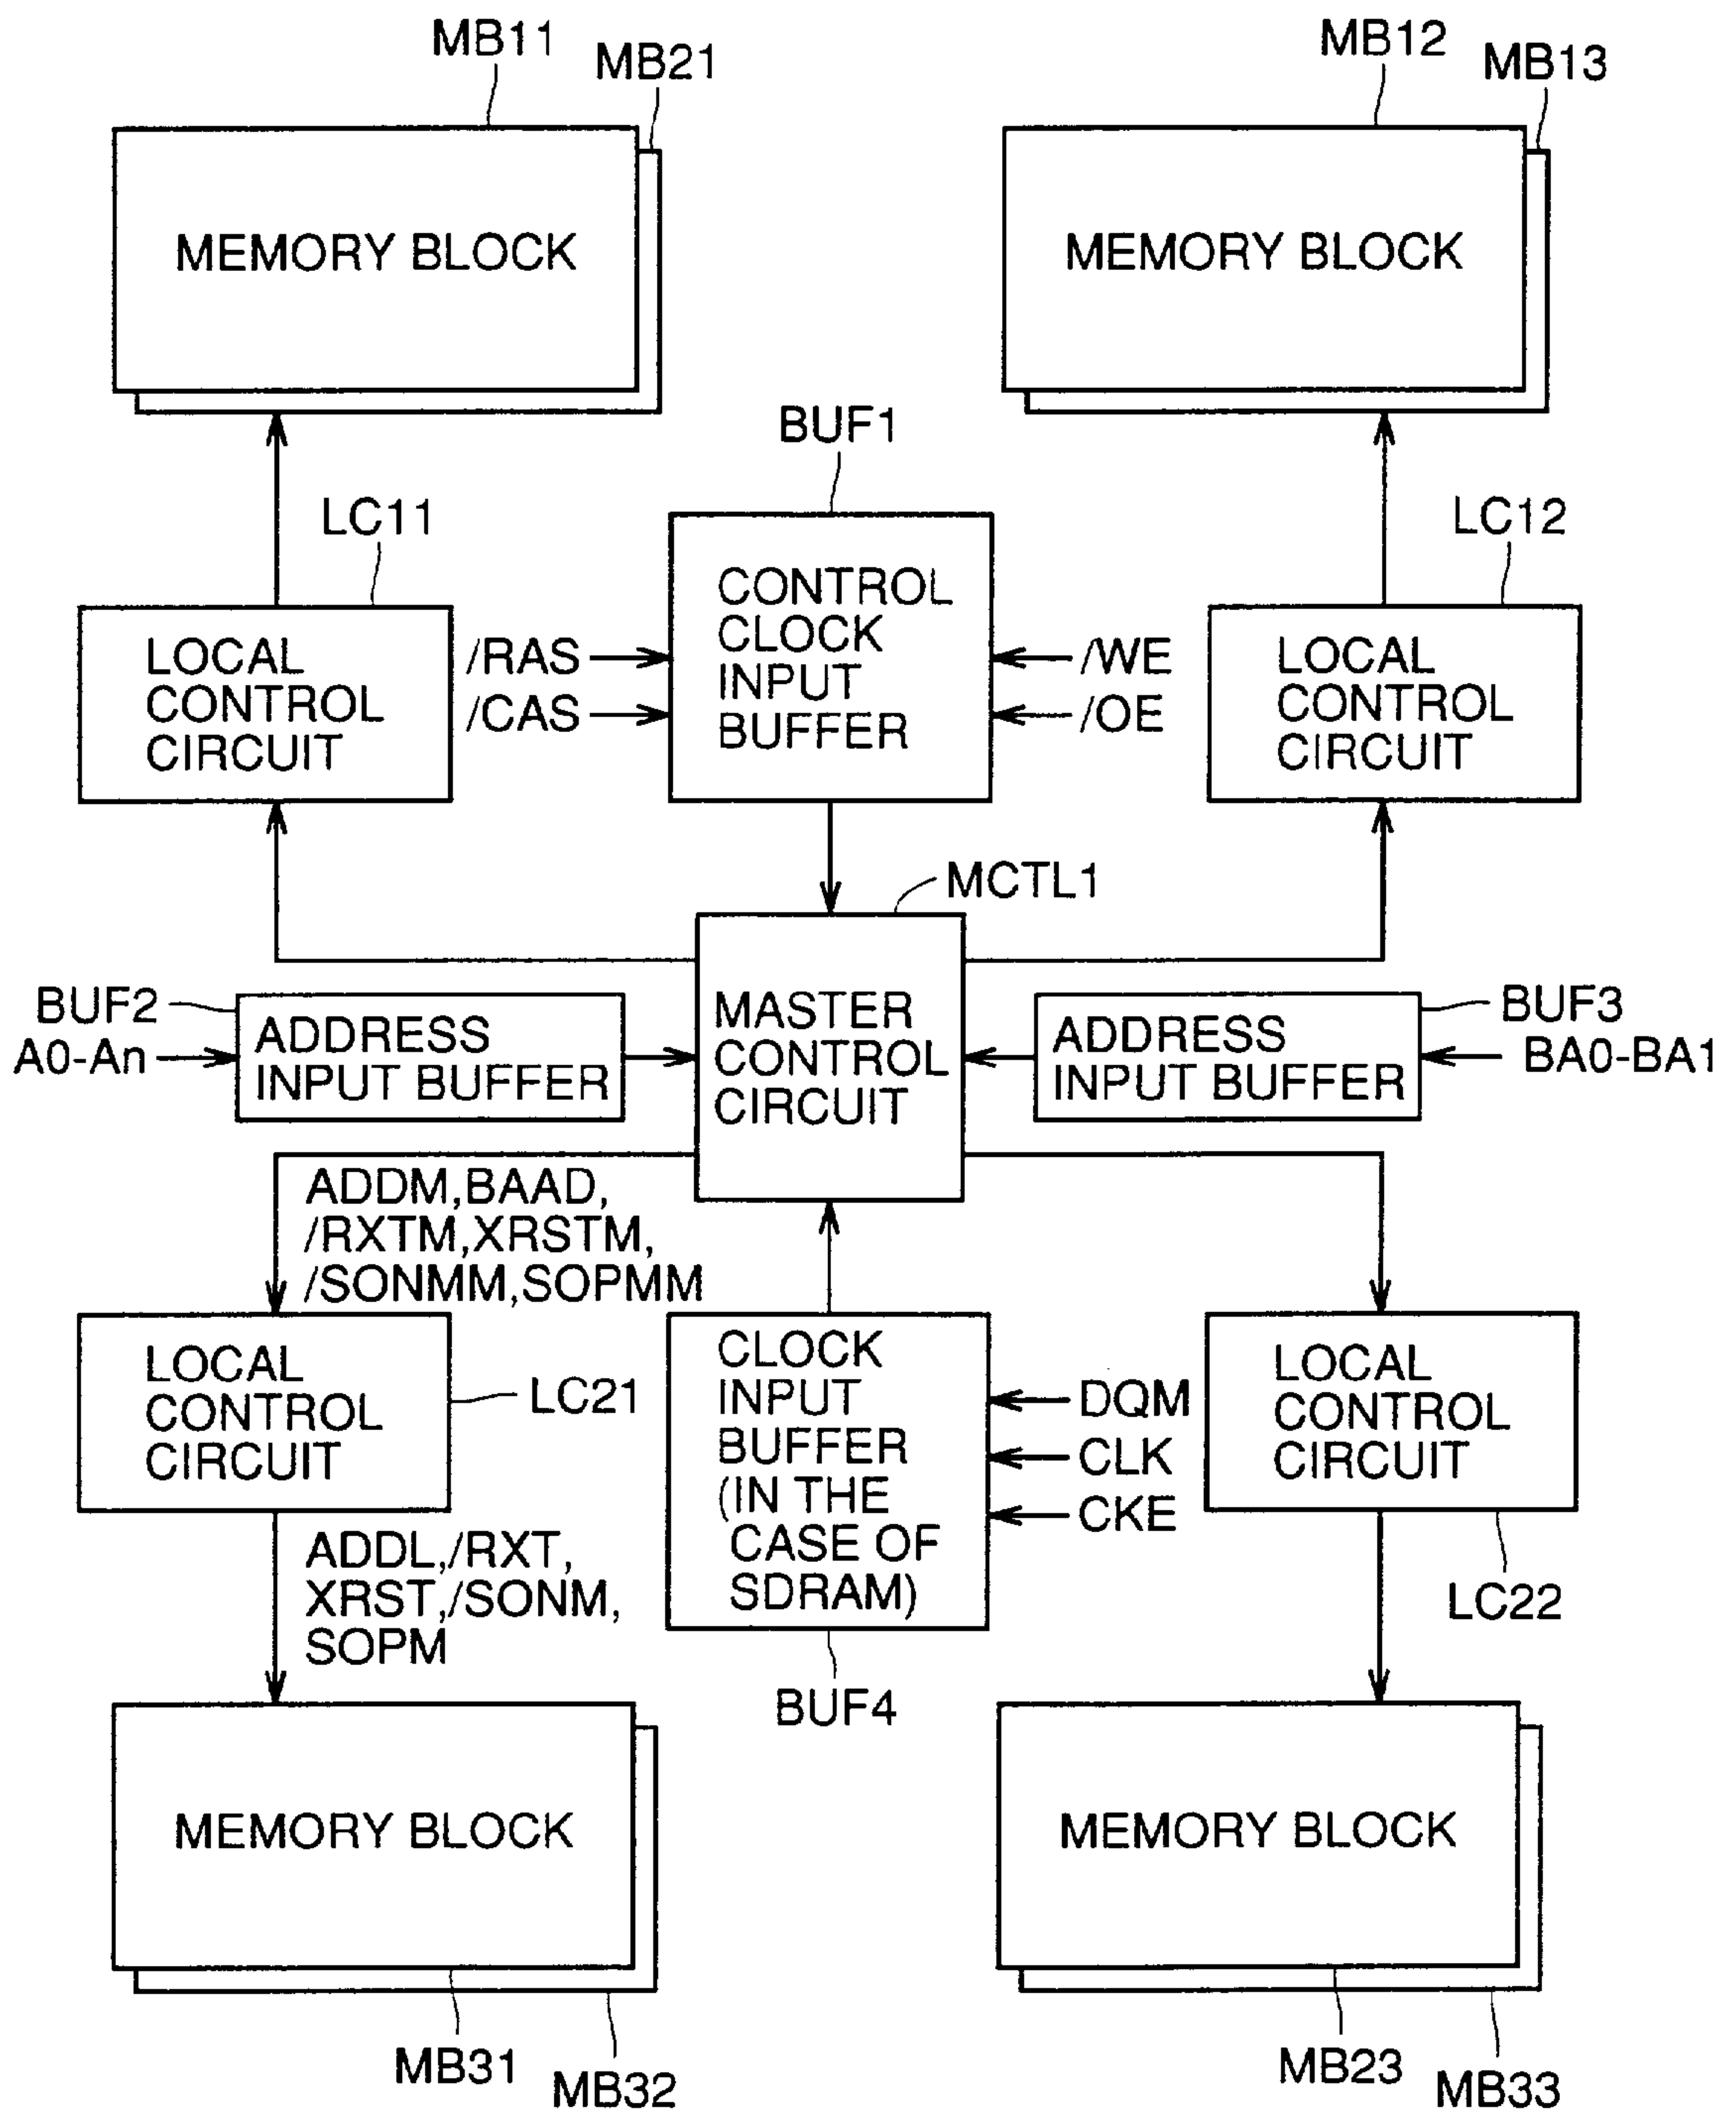 MB11
MB21
MB12
MB13
MEMORY BLOCK
MEMORY BLOCK
BUF1
LC11
LC12
CONTROL
CLOCK
INPUT
BUFFER
LOCAL
CONTROL
CIRCUIT
/RAS
/CAS
/WE
/OE
LOCAL
CONTROL
CIRCUIT
MCTL1
BUF2
A0-An
ADDRESS
INPUT BUFFER
MASTER
CONTROL
CIRCUIT
ADDRESS
INPUT BUFFER
BUF3
BA0-BA1
ADDM,BAAD,
/RXTM,XRSTM,
/SONMM,SOPMM
LOCAL
CONTROL
CIRCUIT
LC21
CLOCK
INPUT
BUFFER
(IN THE
CASE OF
SDRAM)
DQM
CLK
CKE
LOCAL
CONTROL
CIRCUIT
ADDL,/RXT,
XRST,/SONM,
SOPM
LC22
BUF4
MEMORY BLOCK
MEMORY BLOCK
MB31
MB32
MB23
MB33